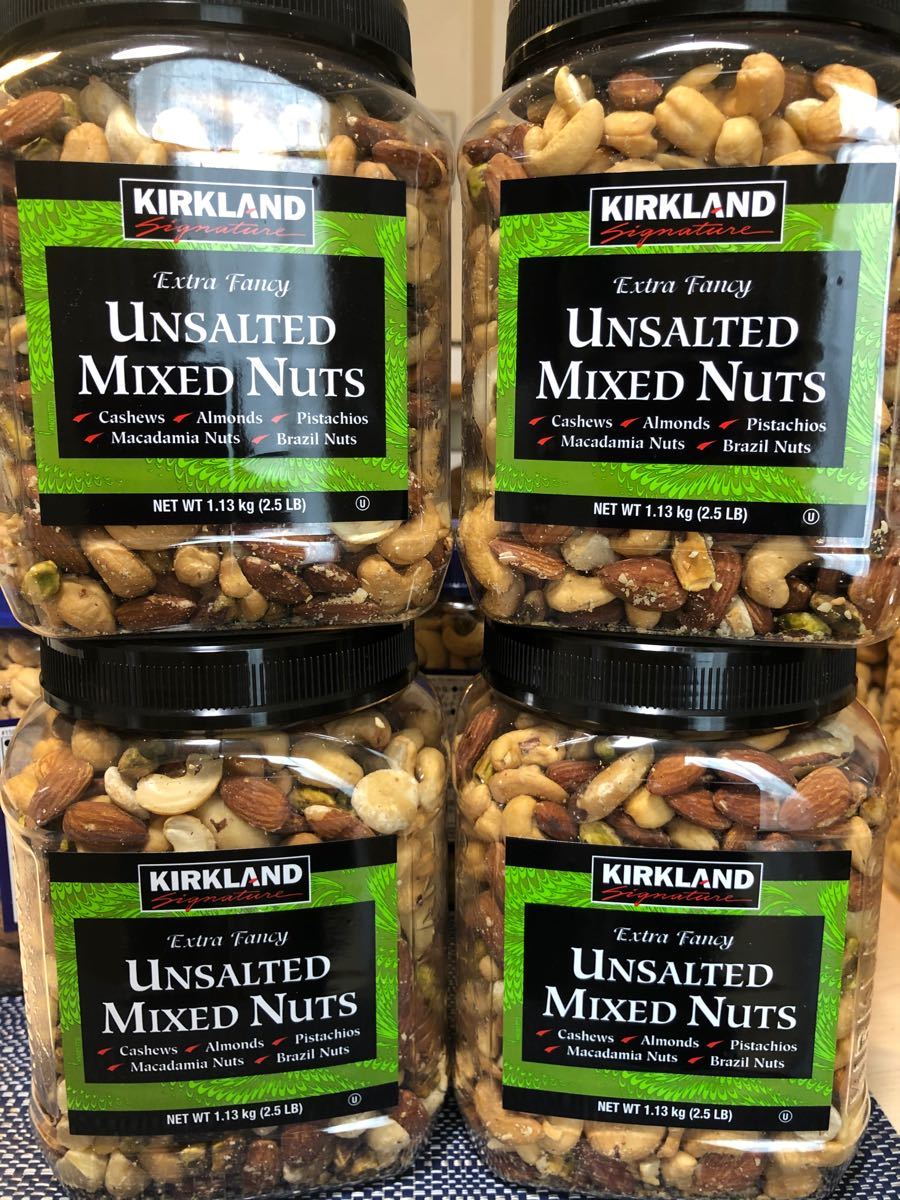 KIRKLAND
Signature
Extra Fancy
UNSALTED
MIXED NUTS
Cashews Almonds Pistachios
Macadamia Nuts Brazil Nuts
NET WT 1.13 kg (2.5 LB) U
KIRKLAND
Signature
Extra Fancy
UNSALTED
MIXED NUTS
Cashews Almonds Pistachios
Macadamia Nuts Brazil Nuts
NET WT 1.13 kg (2.5 LB) U
KIRKLAND
Signature
Extra Fancy
UNSALTED
MIXED NUTS
Cashews Almonds Pistachios
Macadamia Nuts Brazil Nuts
NET WT 1.13 kg (2.5 LB) U
KIRKLAND
Signature
Extra Fancy
UNSALTED
MIXED NUTS
Cashews Almonds Pistachios
Macadamia Nuts Brazil Nuts
NET WT 1.13 kg (2.5 LB) U